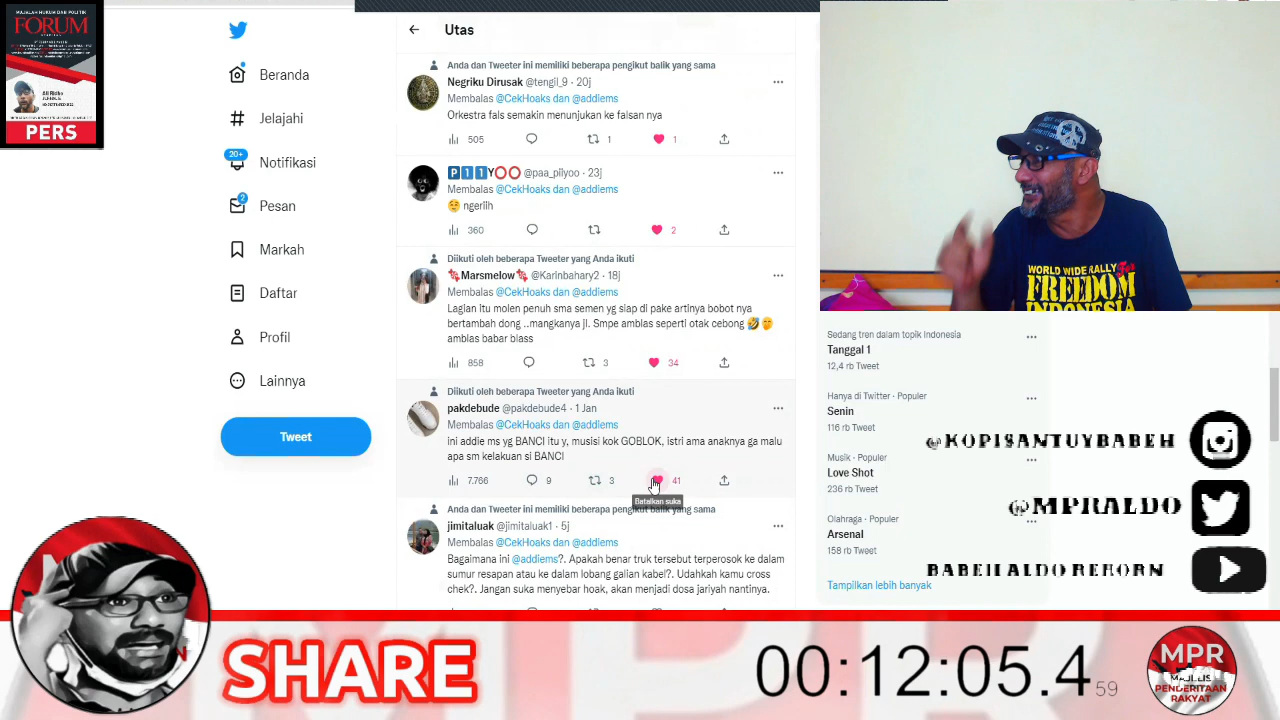 MAJALAH HUKUM DAN POLITIK
FORUM
PERS
Beranda
Jelajahi
20+
Notifikasi
2
Pesan
Markah
Daftar
Profil
Lainnya
Tweet
Utas
Anda dan Tweeter ini memiliki beberapa pengikut balik yang sama
Negriku Dirusak @tengil_9 · 20j
Membalas @CekHoaks dan @addiems
Orkestra fals semakin menunjukan ke falsan nya
505 1 1
P11YOO @paa_piiyoo · 23j
Membalas @CekHoaks dan @addiems
ngeriih
360 2
Diikuti oleh beberapa Tweeter yang Anda ikuti
Marsmelow @Karinbahary2 · 18j
Membalas @CekHoaks dan @addiems
Lagian itu molen penuh sma semen yg siap di pake artinya bobot nya
bertambah dong ..mangkanya jl. Smpe amblas seperti otak cebong 🤣🤭
amblas babar blass
858 3 34
Diikuti oleh beberapa Tweeter yang Anda ikuti
pakdebude @pakdebude4 · 1 Jan
Membalas @CekHoaks dan @addiems
ini addie ms yg BANCI itu y, musisi kok GOBLOK, istri ama anaknya ga malu
apa sm kelakuan si BANCI
7.766 9 3 41
Batalkan suka
Anda dan Tweeter ini memiliki beberapa pengikut balik yang sama
jimitaluak @jimitaluak1 · 5j
Membalas @CekHoaks dan @addiems
Bagaimana ini @addiems?. Apakah benar truk tersebut terperosok ke dalam
sumur resapan atau ke dalam lobang galian kabel?. Udahkah kamu cross
chek?. Jangan suka menyebar hoak, akan menjadi dosa jariyah nantinya.
WORLD WIDE RALLY For
FREEDOM
INDONESIA
Sedang tren dalam topik Indonesia
Tanggal 1
12,4 rb Tweet
Hanya di Twitter · Populer
Senin
116 rb Tweet
Musik · Populer
Love Shot
236 rb Tweet
Olahraga · Populer
Arsenal
158 rb Tweet
Tampilkan lebih banyak
@KOPISANTUYBABEH
@MPRALDO
BABEH ALDO REBORN
SHARE
00:12:05.4
59
MPR
MAJLIS
PENDERITAAN
RAKYAT